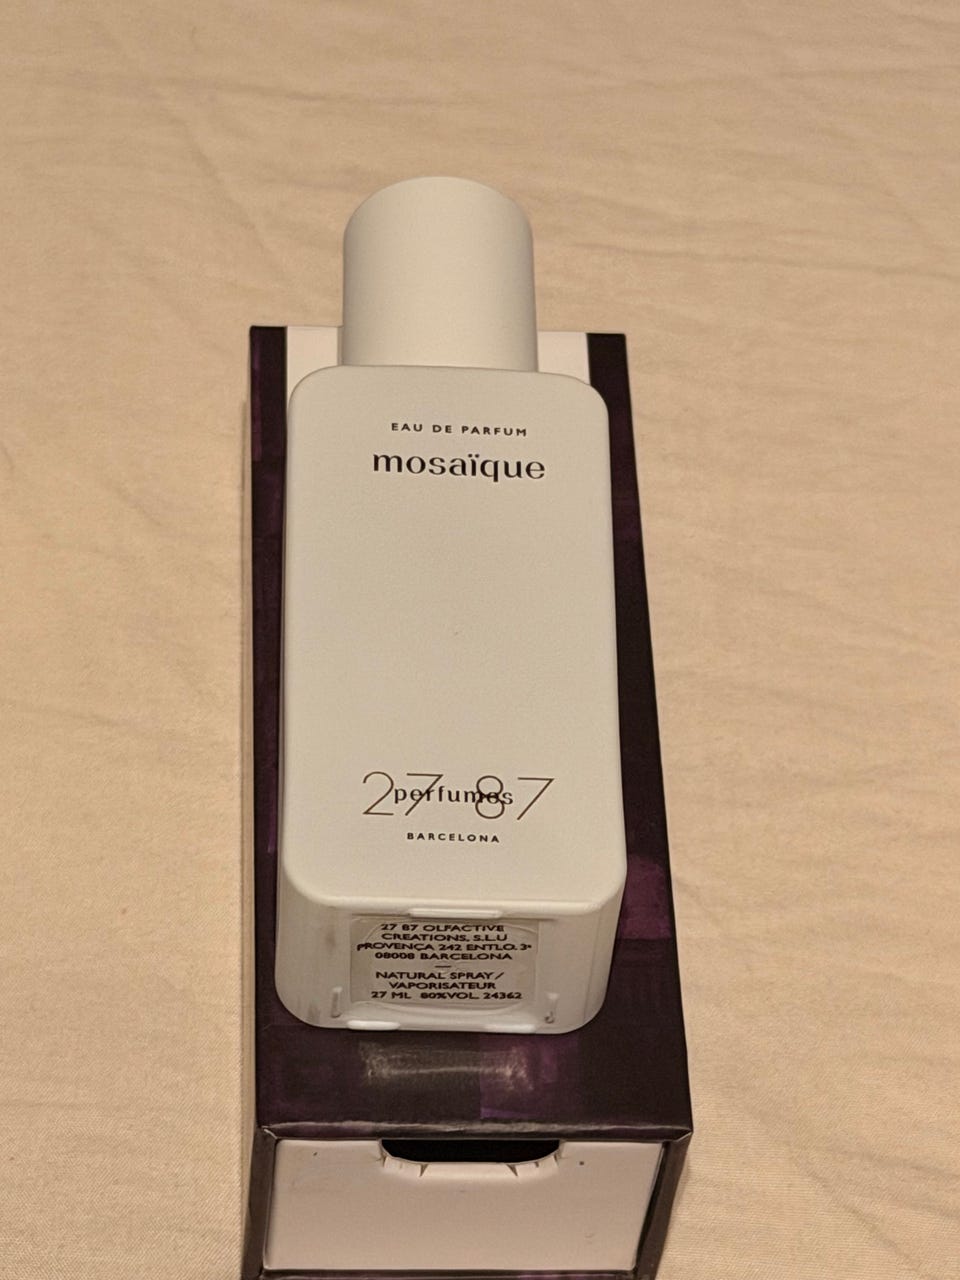 EAU DE PARFUM
mosaïque
27 87
perfumes
BARCELONA
27 87 OLFACTIVE
CREATIONS, S.L.U
PROVENÇA 242 ENTLO. 3ª
08008 BARCELONA
NATURAL SPRAY /
VAPORISATEUR
27 ML 80%VOL. 24362